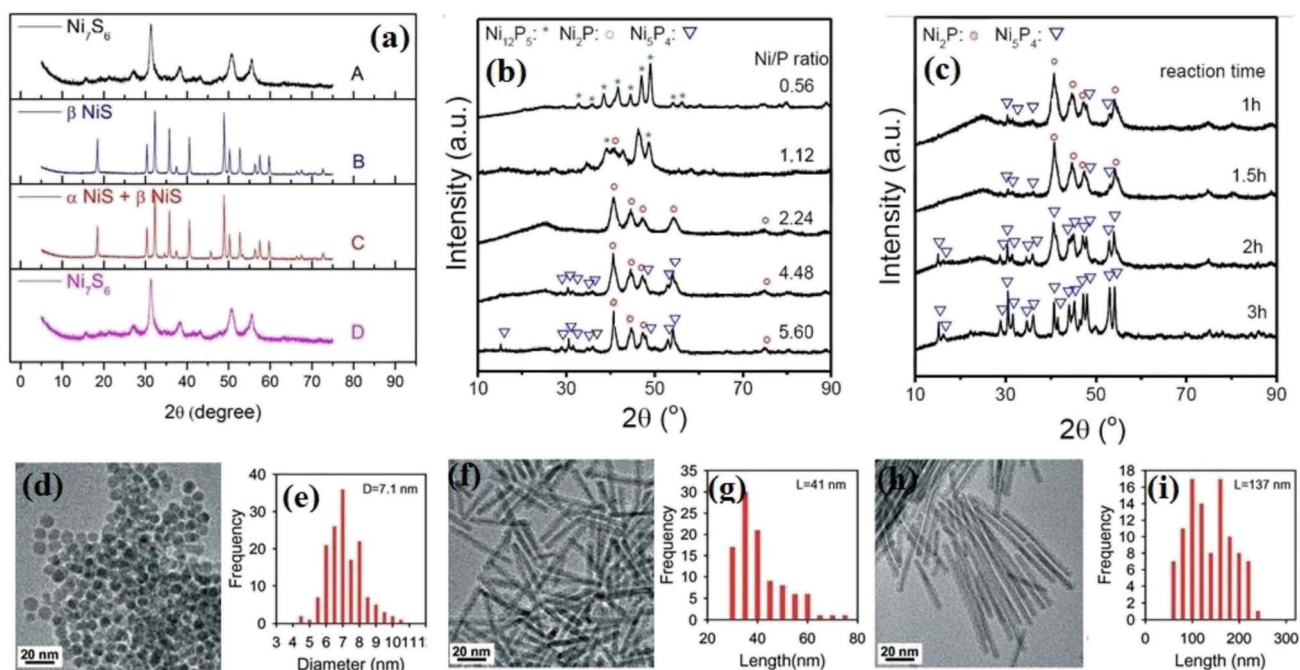 (a)
Ni₇S₆
A
β NiS
B
α NiS + β NiS
C
Ni₇S₆
D
0 10 20 30 40 50 60 70 80 90
2θ (degree)
(b)
Ni₁₂P₅: * Ni₂P: ○ Ni₅P₄: ▽
Ni/P ratio
0.56
1.12
2.24
4.48
5.60
Intensity (a.u.)
10 30 50 70 90
2θ (°)
(c)
Ni₂P: ○ Ni₅P₄: ▽
reaction time
1h
1.5h
2h
3h
Intensity (a.u.)
10 30 50 70 90
2θ (°)
(d)
20 nm
(e)
D=7.1 nm
Frequency
40
30
20
10
0
3 4 5 6 7 8 9 1011 1
Diameter (nm)
(f)
20 nm
(g)
L=41 nm
Frequency
35
30
25
20
15
10
5
0
20 40 60 80
Length(nm)
(h)
20 nm
(i)
L=137 nm
Frequency
18
16
14
12
10
8
6
4
2
0
0 100 200 300
Length (nm)